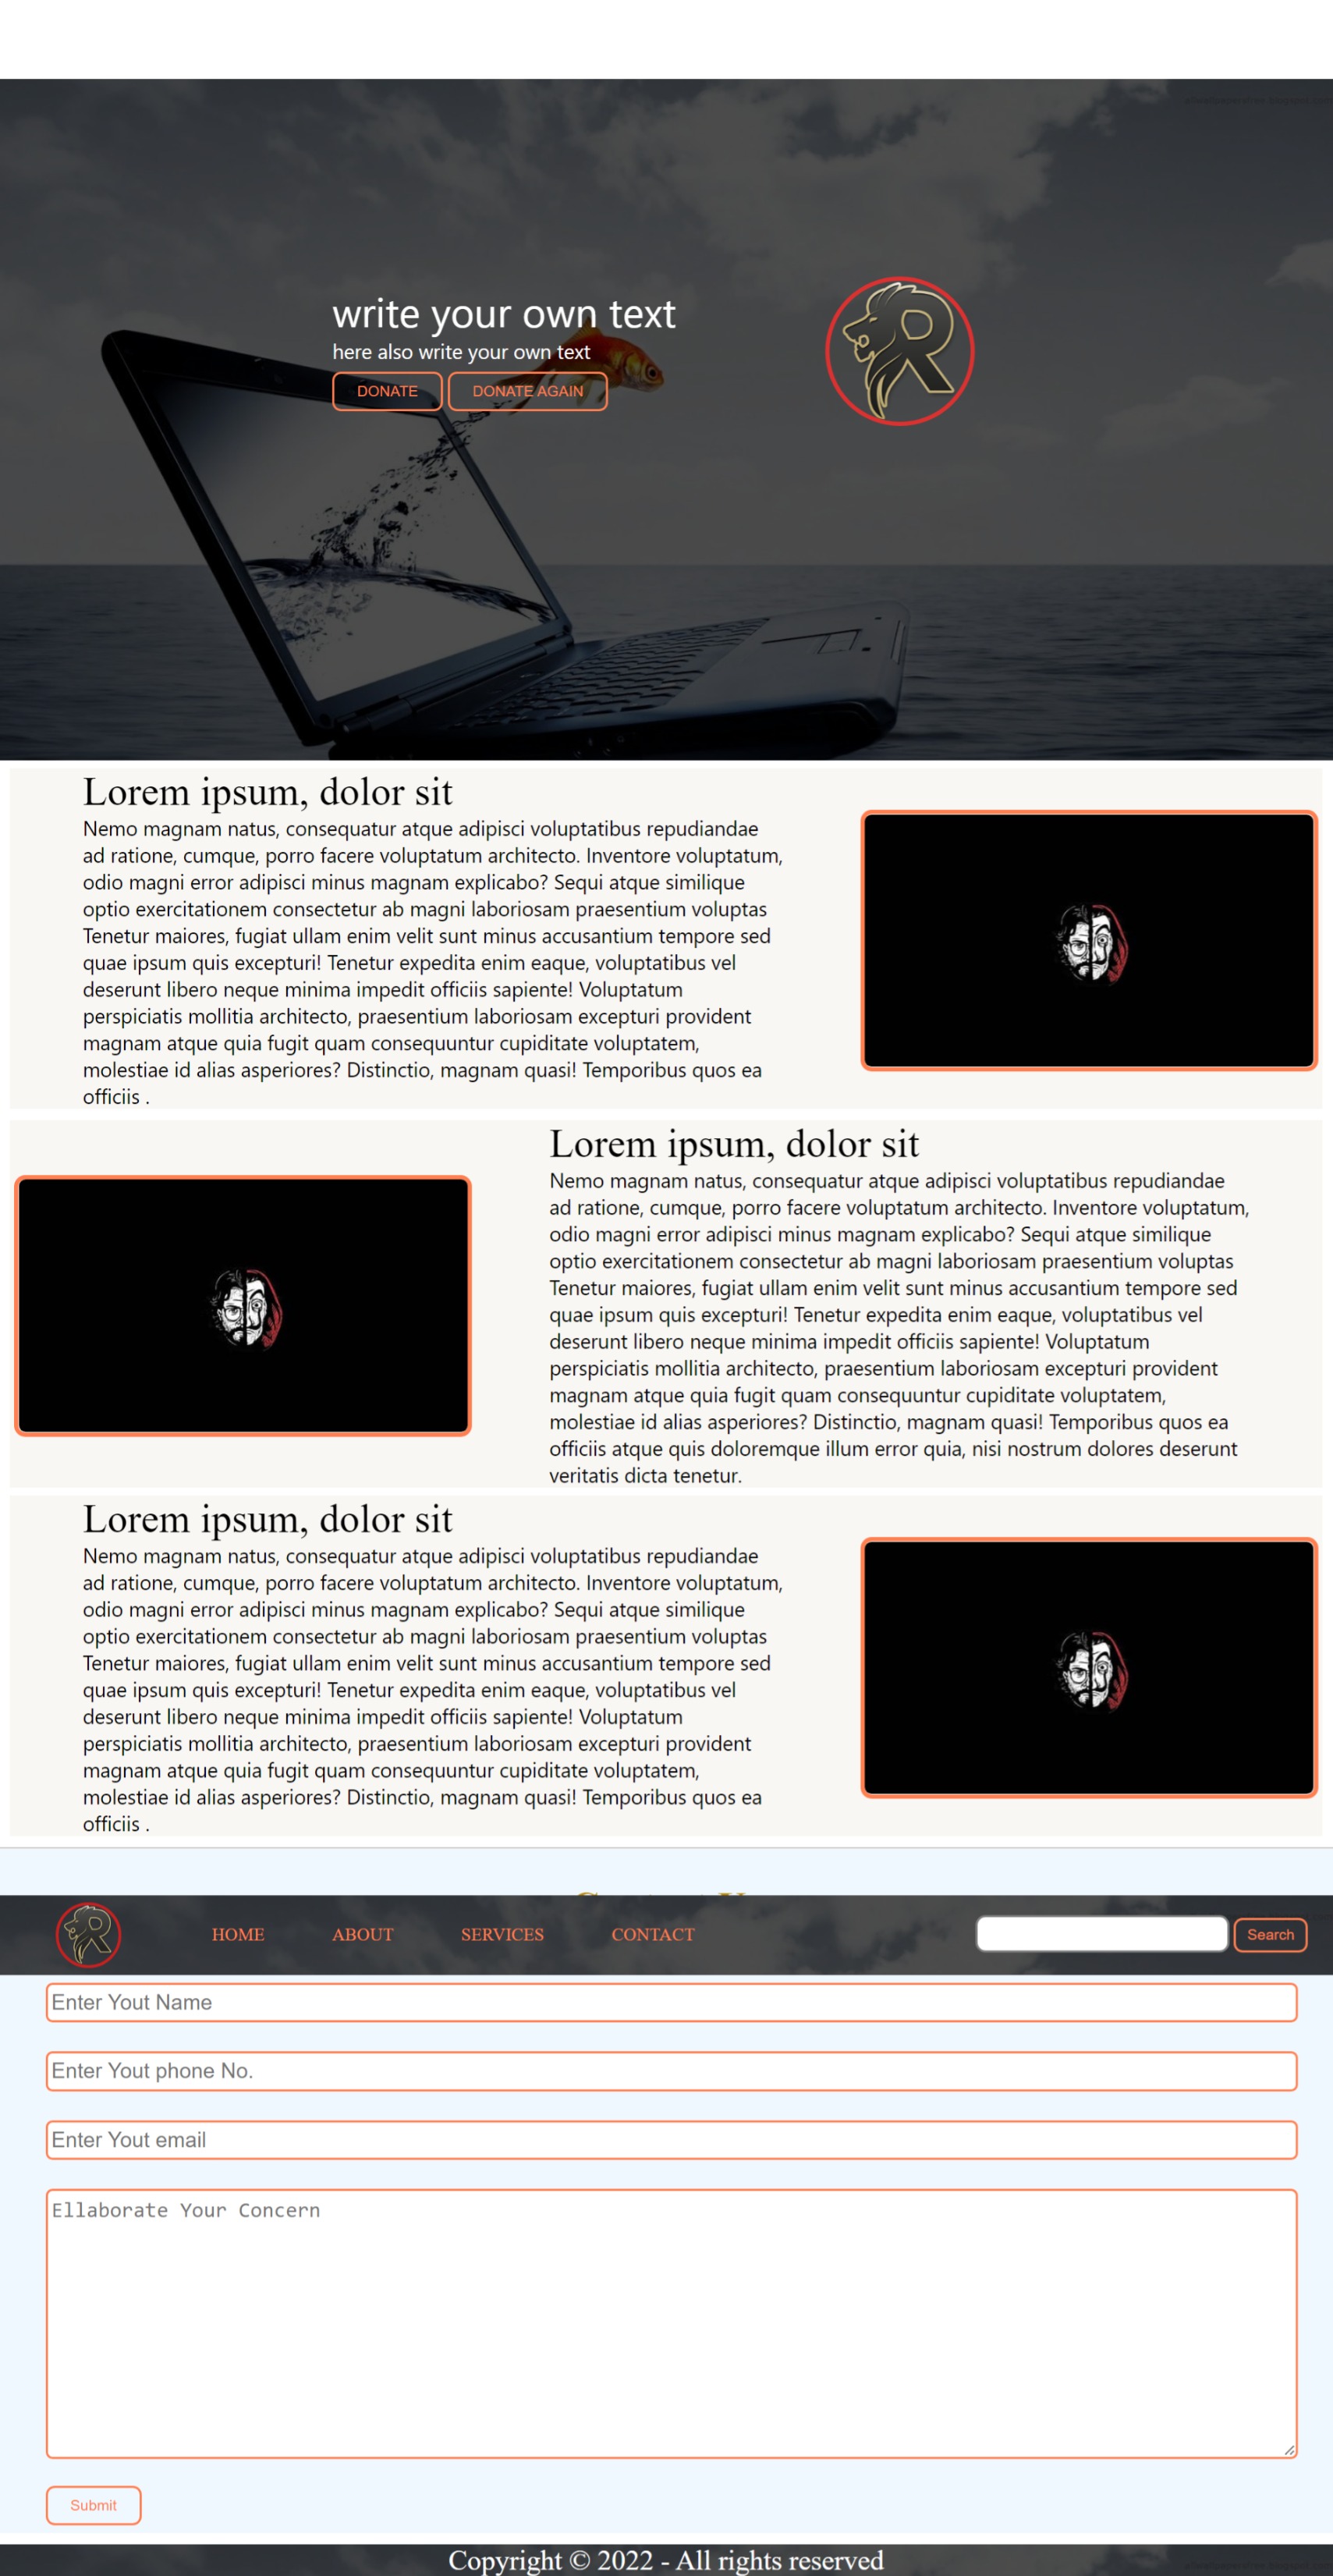 write your own text
here also write your own text
DONATE DONATE AGAIN
Lorem ipsum, dolor sit
Nemo magnam natus, consequatur atque adipisci voluptatibus repudiandae
ad ratione, cumque, porro facere voluptatum architecto. Inventore voluptatum,
odio magni error adipisci minus magnam explicabo? Sequi atque similique
optio exercitationem consectetur ab magni laboriosam praesentium voluptas
Tenetur maiores, fugiat ullam enim velit sunt minus accusantium tempore sed
quae ipsum quis excepturi! Tenetur expedita enim eaque, voluptatibus vel
deserunt libero neque minima impedit officiis sapiente! Voluptatum
perspiciatis mollitia architecto, praesentium laboriosam excepturi provident
magnam atque quia fugit quam consequuntur cupiditate voluptatem,
molestiae id alias asperiores? Distinctio, magnam quasi! Temporibus quos ea
officiis .
Lorem ipsum, dolor sit
Nemo magnam natus, consequatur atque adipisci voluptatibus repudiandae
ad ratione, cumque, porro facere voluptatum architecto. Inventore voluptatum,
odio magni error adipisci minus magnam explicabo? Sequi atque similique
optio exercitationem consectetur ab magni laboriosam praesentium voluptas
Tenetur maiores, fugiat ullam enim velit sunt minus accusantium tempore sed
quae ipsum quis excepturi! Tenetur expedita enim eaque, voluptatibus vel
deserunt libero neque minima impedit officiis sapiente! Voluptatum
perspiciatis mollitia architecto, praesentium laboriosam excepturi provident
magnam atque quia fugit quam consequuntur cupiditate voluptatem,
molestiae id alias asperiores? Distinctio, magnam quasi! Temporibus quos ea
officiis atque quis doloremque illum error quia, nisi nostrum dolores deserunt
veritatis dicta tenetur.
Lorem ipsum, dolor sit
Nemo magnam natus, consequatur atque adipisci voluptatibus repudiandae
ad ratione, cumque, porro facere voluptatum architecto. Inventore voluptatum,
odio magni error adipisci minus magnam explicabo? Sequi atque similique
optio exercitationem consectetur ab magni laboriosam praesentium voluptas
Tenetur maiores, fugiat ullam enim velit sunt minus accusantium tempore sed
quae ipsum quis excepturi! Tenetur expedita enim eaque, voluptatibus vel
deserunt libero neque minima impedit officiis sapiente! Voluptatum
perspiciatis mollitia architecto, praesentium laboriosam excepturi provident
magnam atque quia fugit quam consequuntur cupiditate voluptatem,
molestiae id alias asperiores? Distinctio, magnam quasi! Temporibus quos ea
officiis .
R HOME ABOUT SERVICES CONTACT Search
Enter Yout Name
Enter Yout phone No.
Enter Yout email
Ellaborate Your Concern
Submit
Copyright © 2022 - All rights reserved